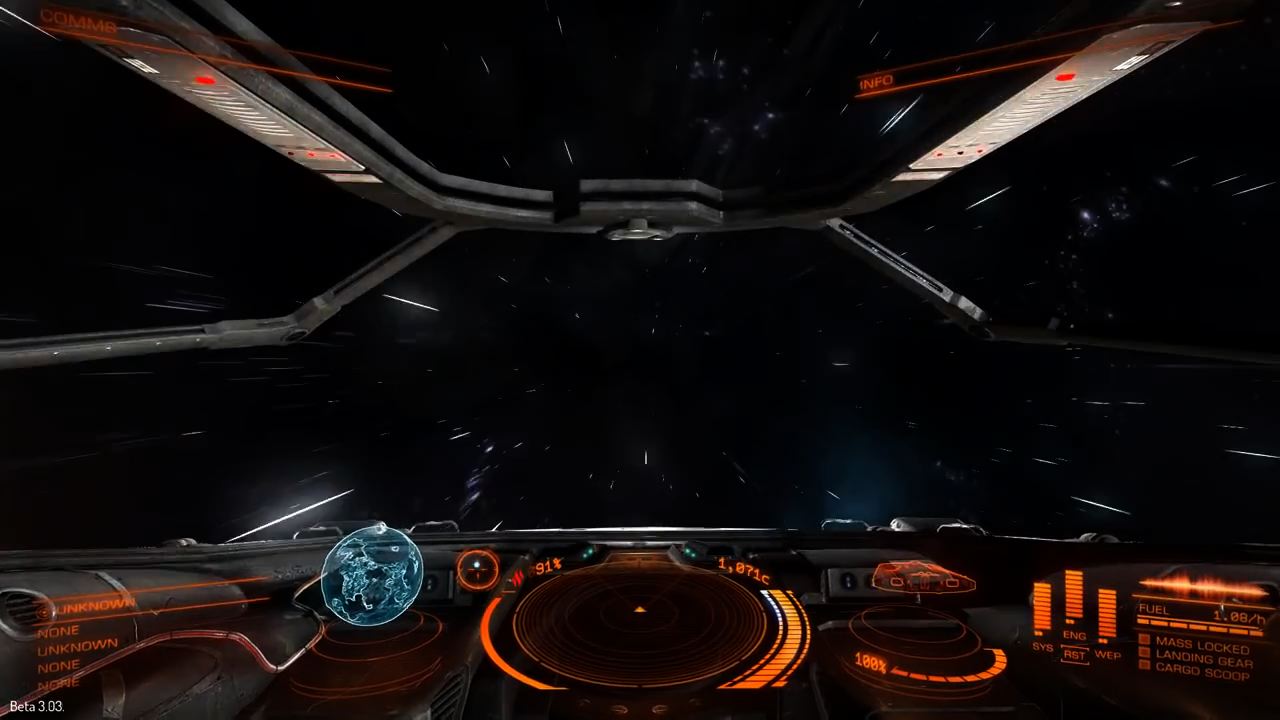 COMMS
INFO
UNKNOWN
NONE
UNKNOWN
NONE
NONE
91%
1,071c
100%
SYS
ENG
RST
WEP
FUEL
1.08/h
MASS LOCKED
LANDING GEAR
CARGO SCOOP
Beta 3.03.